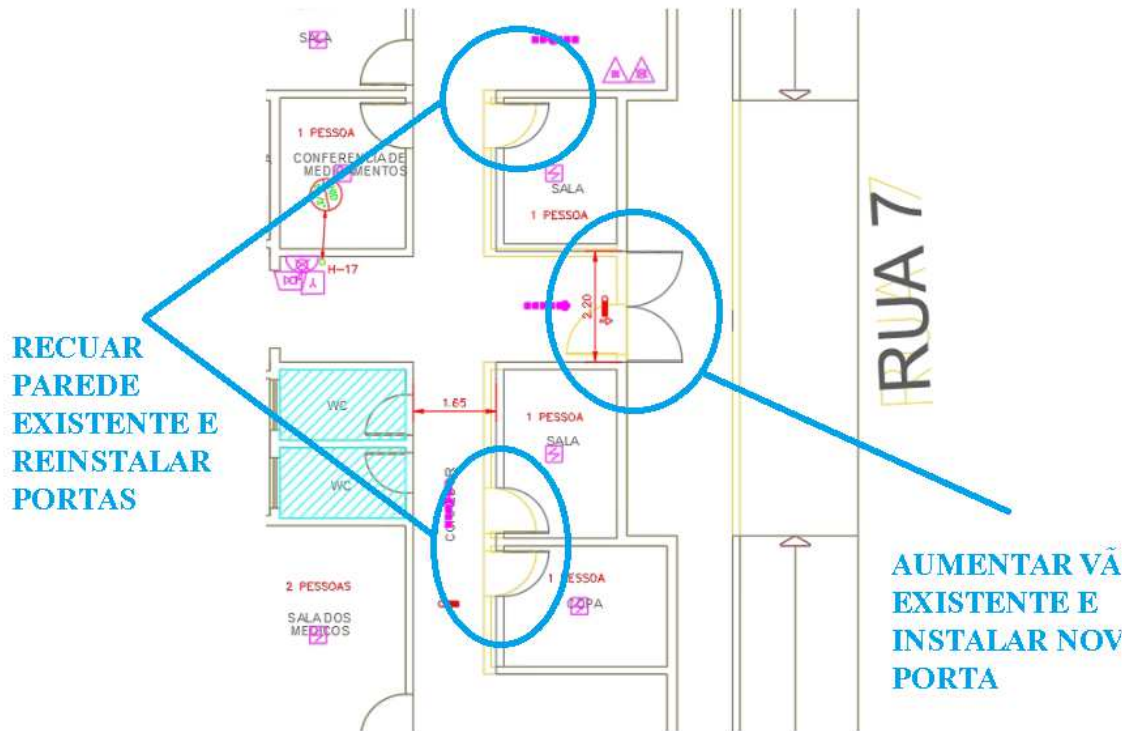 SALA
1 PESSOA
CONFERENCIA DE
MEDICAMENTOS
SALA
1 PESSOA
H-17
2.20
RUA 7
RECUAR
PAREDE
EXISTENTE E
REINSTALAR
PORTAS
WC
1.65
1 PESSOA
SALA
WC
CORREDOR
2 PESSOAS
SALA DOS
MEDICOS
1 PESSOA
COPA
AUMENTAR VÃ
EXISTENTE E
INSTALAR NOV
PORTA